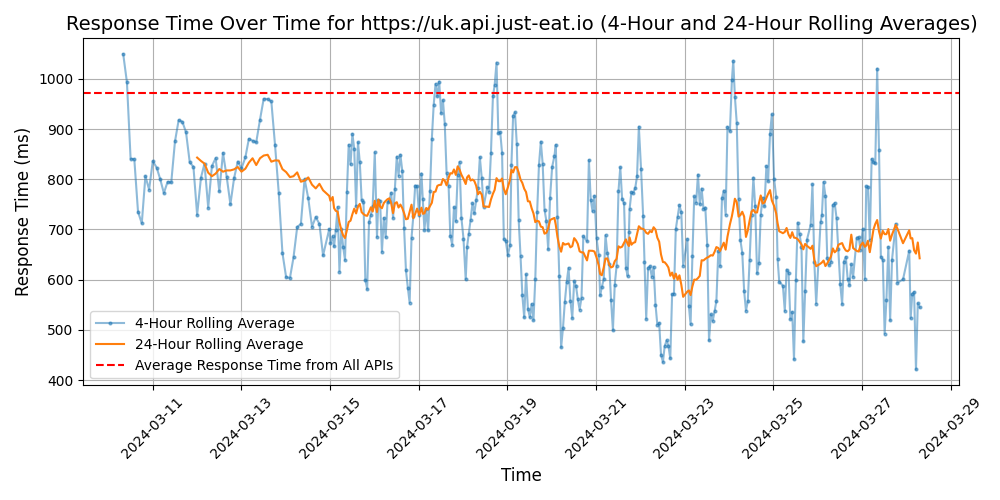 Response Time Over Time for https://uk.api.just-eat.io (4-Hour and 24-Hour Rolling Averages)
Response Time (ms)
1000
900
800
700
600
500
400
4-Hour Rolling Average
24-Hour Rolling Average
Average Response Time from All APIs
2024-03-11
2024-03-13
2024-03-15
2024-03-17
2024-03-19
2024-03-21
2024-03-23
2024-03-25
2024-03-27
2024-03-29
Time